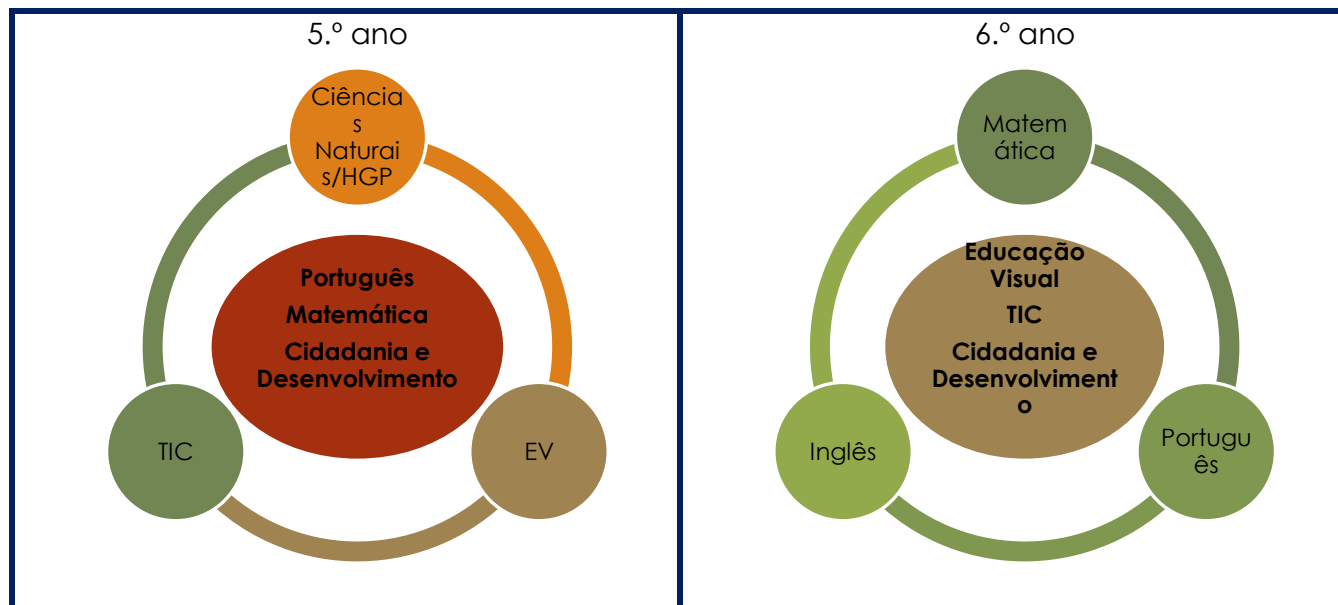 5.º ano
Ciência
s
Naturai
s/HGP
Português
Matemática
Cidadania e
Desenvolvimento
TIC
EV
6.º ano
Matem
ática
Educação
Visual
TIC
Cidadania e
Desenvolviment
o
Inglês
Portugu
ês